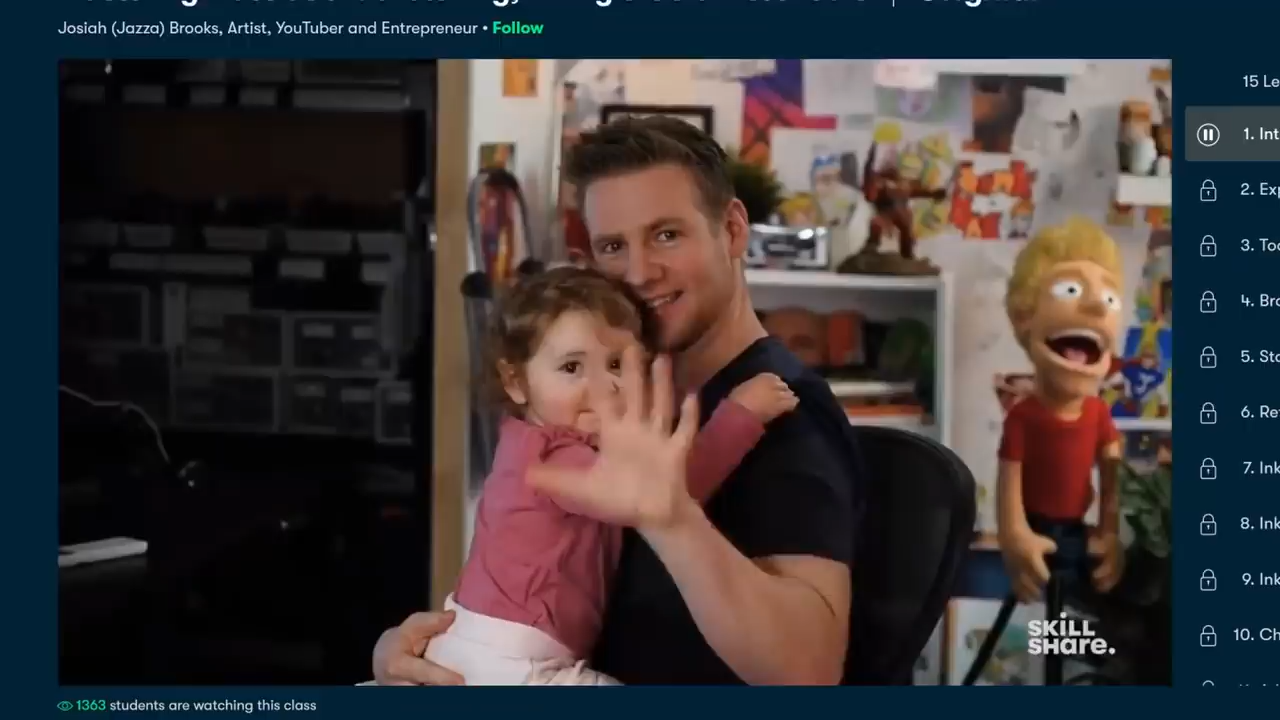 Josiah (Jazza) Brooks, Artist, YouTuber and Entrepreneur • Follow
15 Le
1. Int
2. Exp
3. Too
4. Bra
5. Sto
6. Re
7. Ink
8. Ink
9. Ink
10. Ch
SKiLL
SHare.
1363 students are watching this class